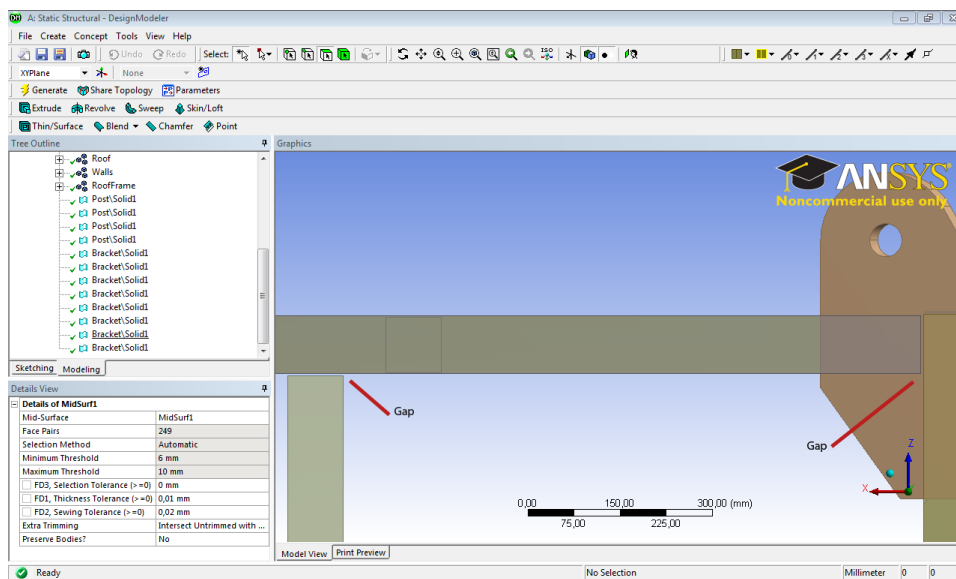 A: Static Structural - DesignModeler
File Create Concept Tools View Help
Undo Redo Select:
XYPlane None
Generate Share Topology Parameters
Extrude Revolve Sweep Skin/Loft
Thin/Surface Blend Chamfer Point
Tree Outline
Roof
Walls
RoofFrame
Post\Solid1
Post\Solid1
Post\Solid1
Post\Solid1
Bracket\Solid1
Bracket\Solid1
Bracket\Solid1
Bracket\Solid1
Bracket\Solid1
Bracket\Solid1
Bracket\Solid1
Bracket\Solid1
Sketching Modeling
Details View
Details of MidSurf1
Mid-Surface MidSurf1
Face Pairs 249
Selection Method Automatic
Minimum Threshold 6 mm
Maximum Threshold 10 mm
FD3, Selection Tolerance (>=0) 0 mm
FD1, Thickness Tolerance (>=0) 0,01 mm
FD2, Sewing Tolerance (>=0) 0,02 mm
Extra Trimming Intersect Untrimmed with ...
Preserve Bodies? No
Graphics
ANSYS
Noncommercial use only
Gap
Gap
Z
X
0,00 150,00 300,00 (mm)
75,00 225,00
Model View Print Preview
Ready No Selection Millimeter 0 0